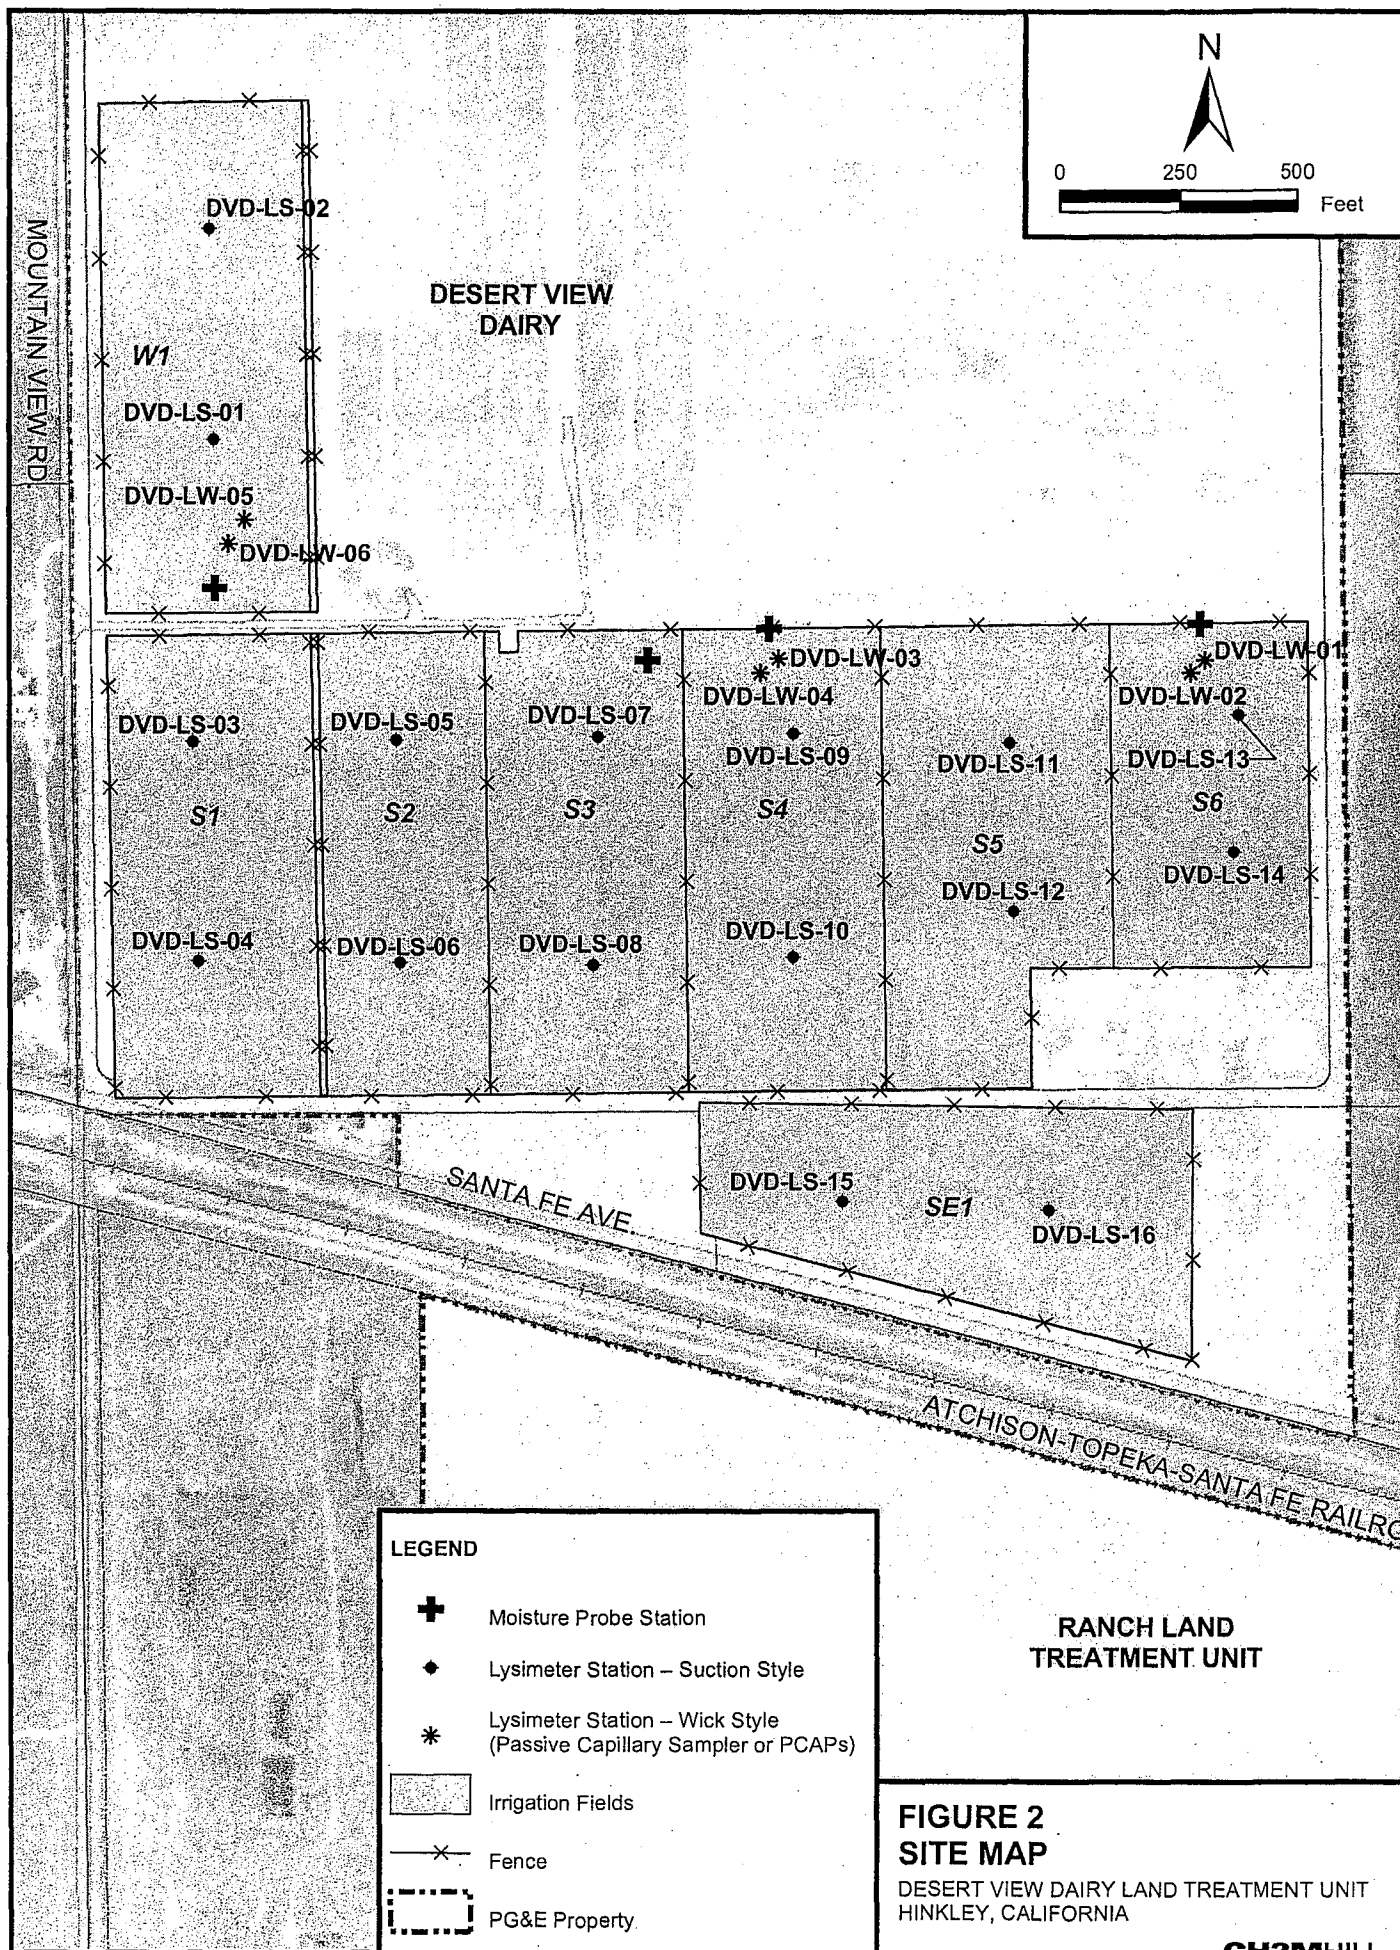 N
0 250 500
Feet
DVD-LS-02
MOUNTAIN VIEW RD.
DESERT VIEW
DAIRY
W1
DVD-LS-01
DVD-LW-05
DVD-LW-06
DVD-LW-03
DVD-LW-01
DVD-LW-04
DVD-LW-02
DVD-LS-03
DVD-LS-05
DVD-LS-07
DVD-LS-09
DVD-LS-11
DVD-LS-13
S1
S2
S3
S4
S5
S6
DVD-LS-14
DVD-LS-12
DVD-LS-04
DVD-LS-06
DVD-LS-08
DVD-LS-10
SANTA FE AVE.
DVD-LS-15
SE1
DVD-LS-16
ATCHISON-TOPEKA-SANTA FE RAILRO
LEGEND
Moisture Probe Station
Lysimeter Station – Suction Style
Lysimeter Station – Wick Style
(Passive Capillary Sampler or PCAPs)
Irrigation Fields
Fence
PG&E Property
RANCH LAND
TREATMENT UNIT
FIGURE 2
SITE MAP
DESERT VIEW DAIRY LAND TREATMENT UNIT
HINKLEY, CALIFORNIA
CH2MHILL